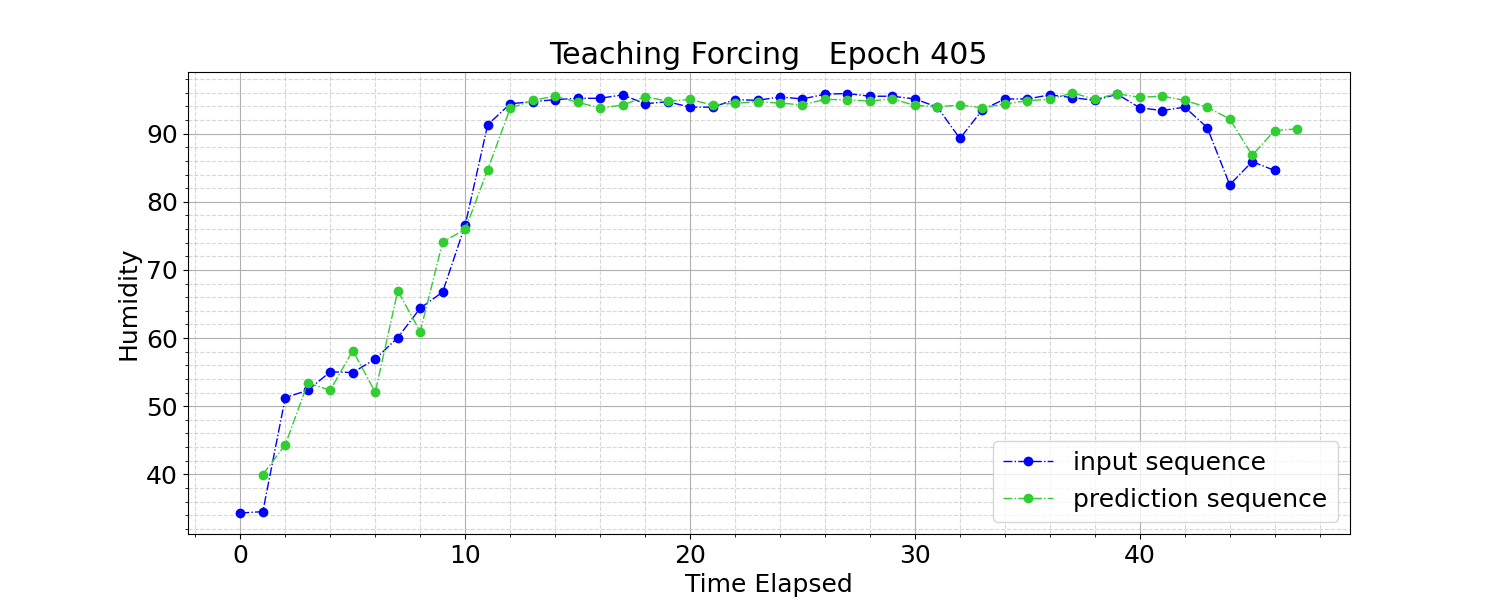 Teaching Forcing   Epoch 405
90
80
70
60
50
40
Humidity
input sequence
prediction sequence
0 10 20 30 40
Time Elapsed